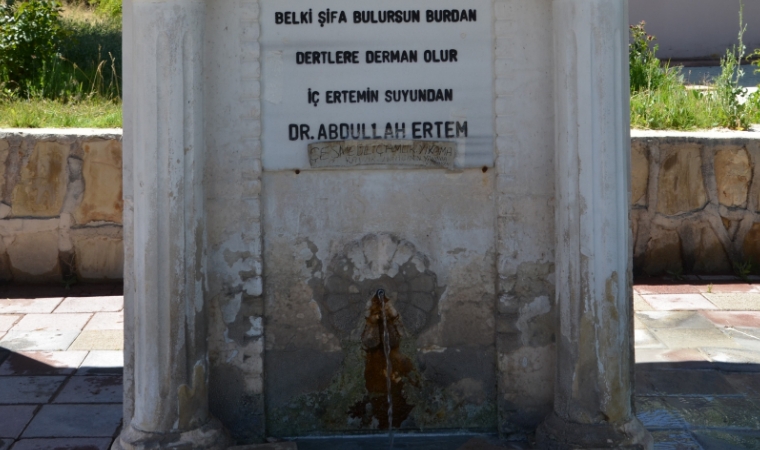 BELKİ ŞİFA BULURSUN BURDAN
DERTLERE DERMAN OLUR
İÇ ERTEMİN SUYUNDAN
DR. ABDULLAH ERTEM